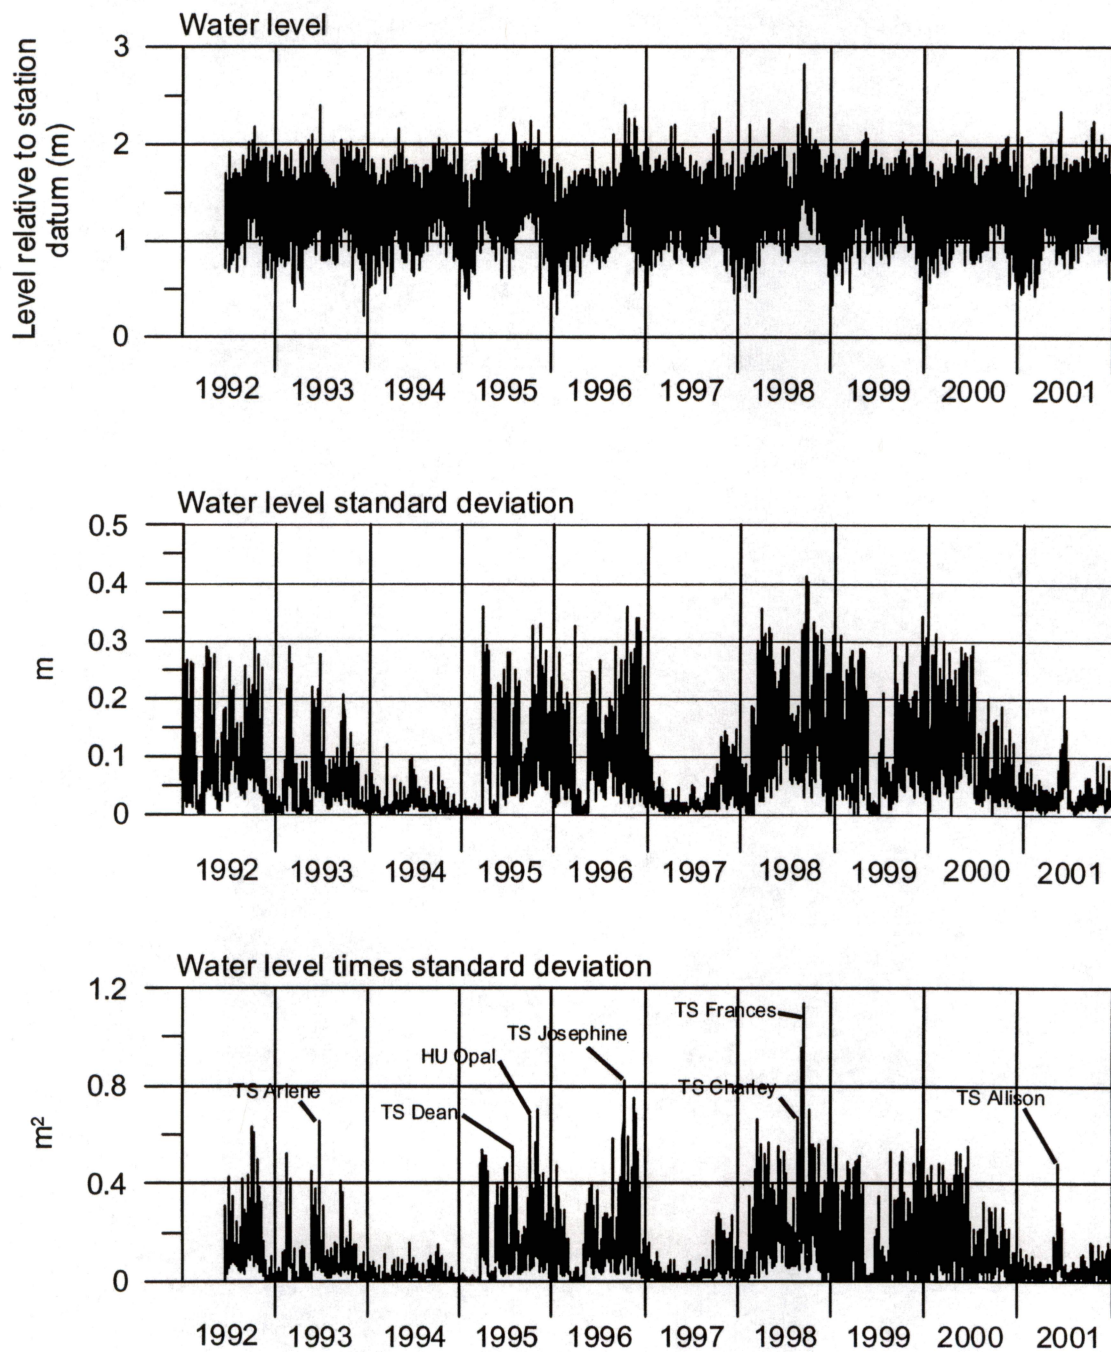 Water level
Level relative to station
datum (m)
3
2
1
0
1992 1993 1994 1995 1996 1997 1998 1999 2000 2001
Water level standard deviation
m
0.5
0.4
0.3
0.2
0.1
0
1992 1993 1994 1995 1996 1997 1998 1999 2000 2001
Water level times standard deviation
m²
1.2
TS Frances
TS Josephine
HU Opal
0.8
TS Arlene
TS Charley
TS Allison
TS Dean
0.4
0
1992 1993 1994 1995 1996 1997 1998 1999 2000 2001